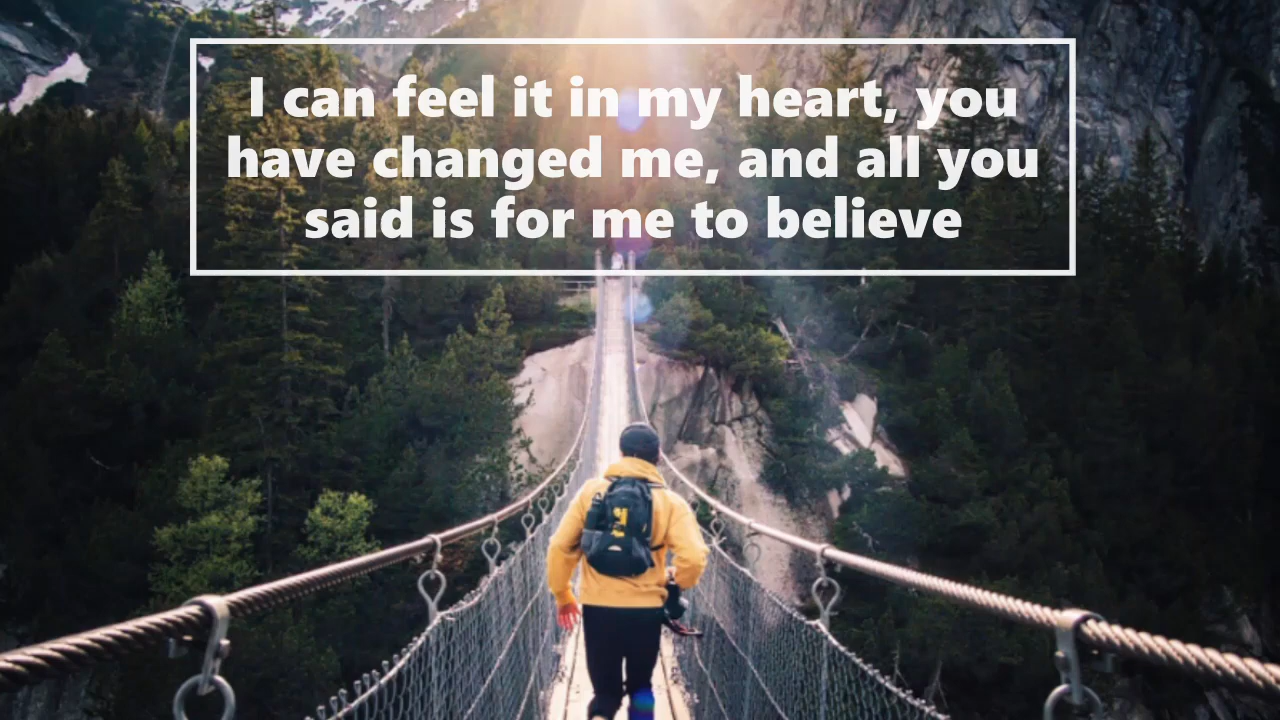 I can feel it in my heart, you
have changed me, and all you
said is for me to believe